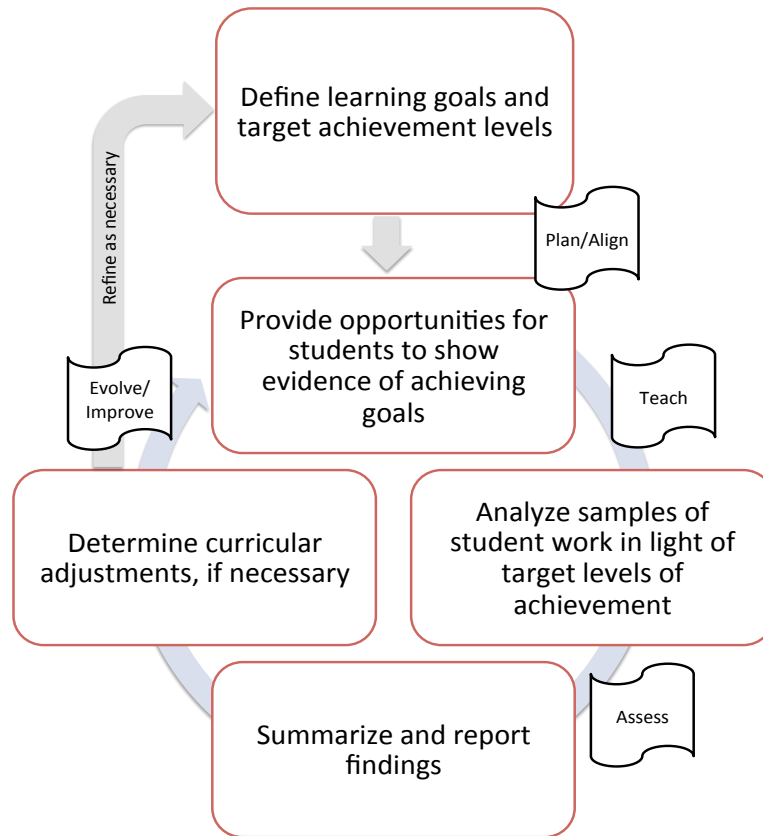 Define learning goals and
target achievement levels
Refine as necessary
Plan/Align
Provide opportunities for
students to show
evidence of achieving
goals
Evolve/
Improve
Teach
Determine curricular
adjustments, if necessary
Analyze samples of
student work in light of
target levels of
achievement
Summarize and report
findings
Assess